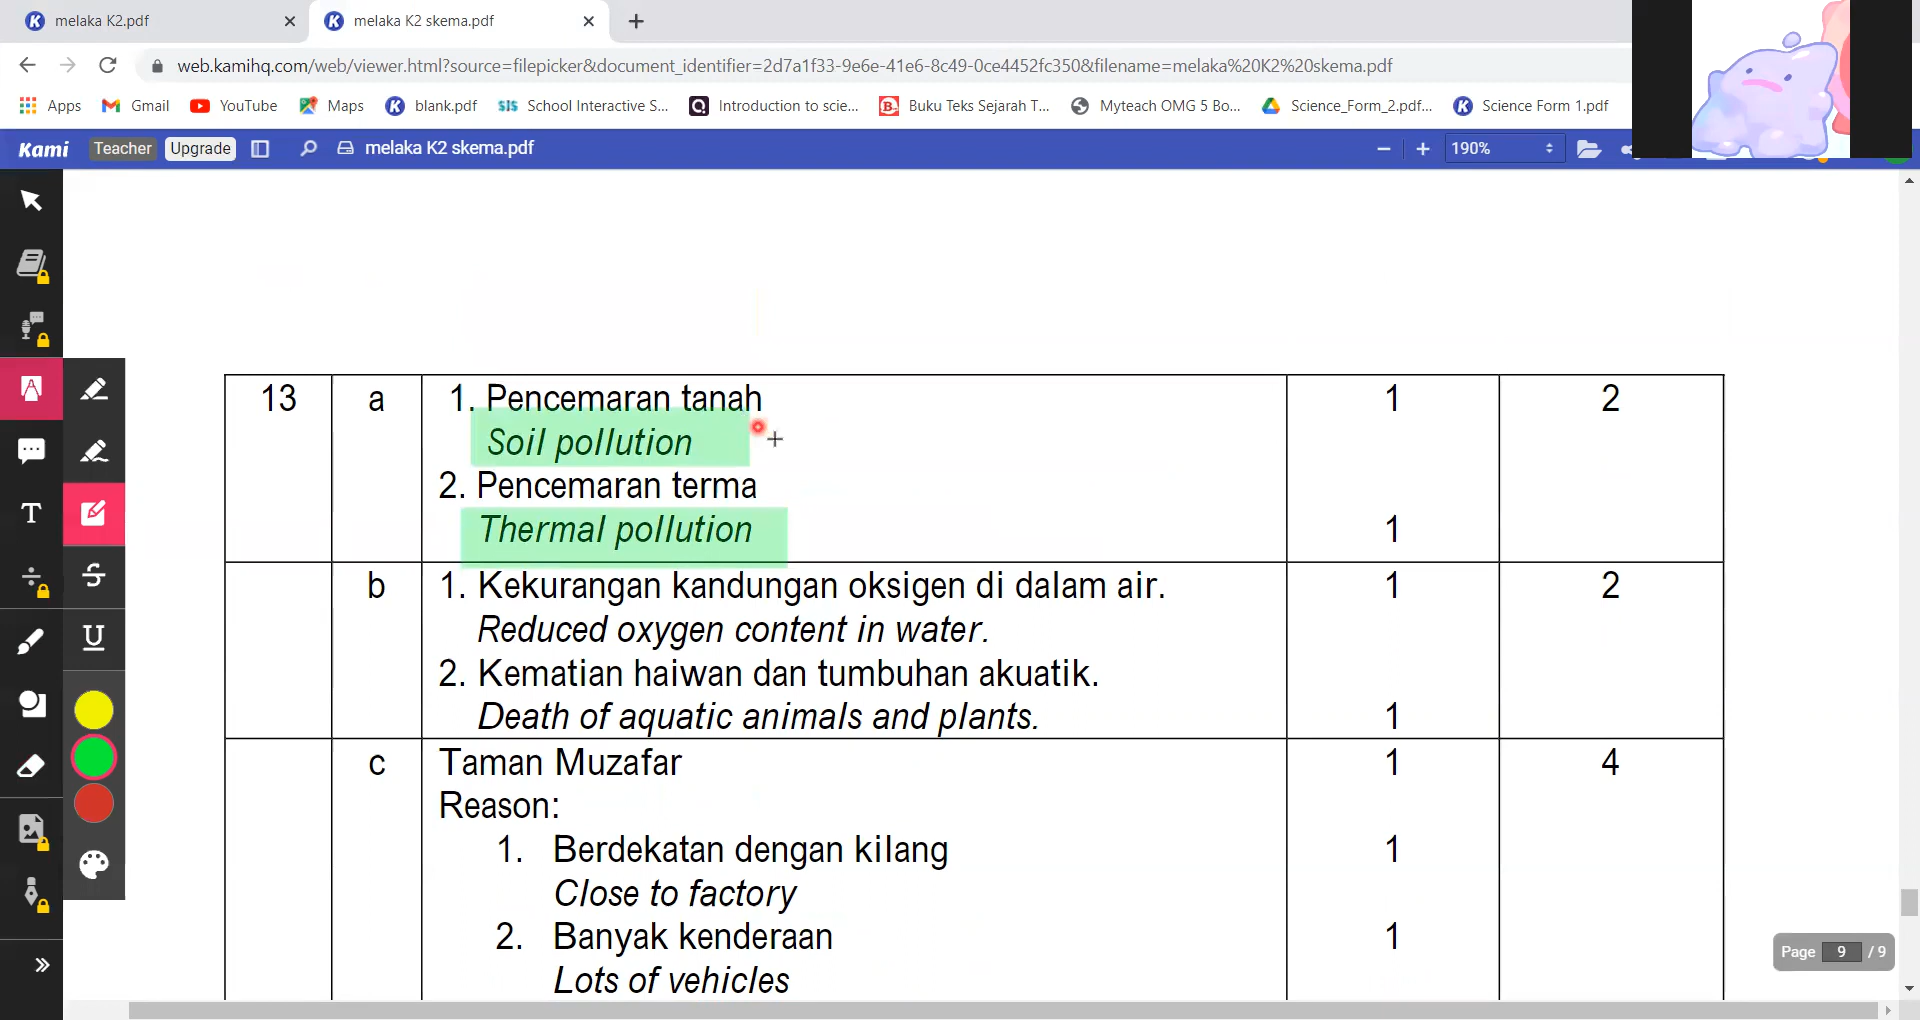 melaka K2.pdf
melaka K2 skema.pdf
web.kamihq.com/web/viewer.html?source=filepicker&document_identifier=2d7a1f33-9e6e-41e6-8c49-0ce4452fc350&filename=melaka%20K2%20skema.pdf
Apps Gmail YouTube Maps blank.pdf School Interactive S... Introduction to scie... Buku Teks Sejarah T... Myteach OMG 5 Bo... Science_Form_2.pdf... Science Form 1.pdf
Kami Teacher Upgrade melaka K2 skema.pdf 190%
13 a 1. Pencemaran tanah 1 2
Soil pollution
2. Pencemaran terma
Thermal pollution 1
b 1. Kekurangan kandungan oksigen di dalam air. 1 2
Reduced oxygen content in water.
2. Kematian haiwan dan tumbuhan akuatik.
Death of aquatic animals and plants. 1
c Taman Muzafar 1 4
Reason:
1. Berdekatan dengan kilang 1
Close to factory
2. Banyak kenderaan 1
Lots of vehicles
Page 9 / 9